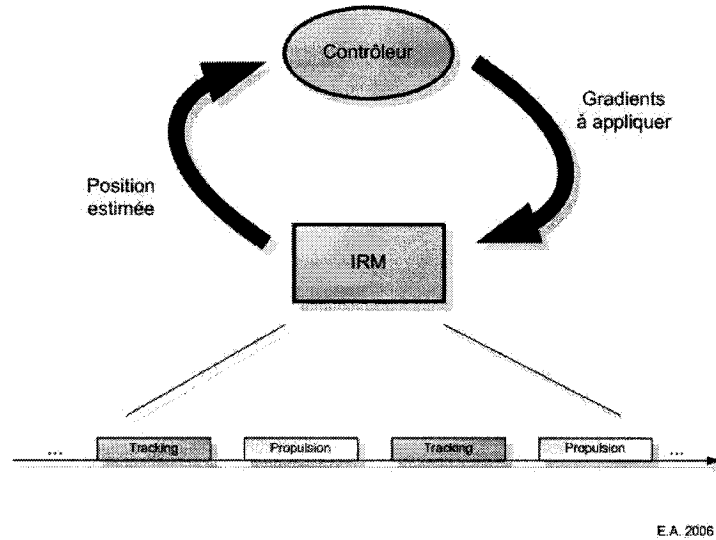 Contrôleur
Gradients
à appliquer
Position
estimée
IRM
... Tracking Propulsion Tracking Propulsion ...
E.A. 2006